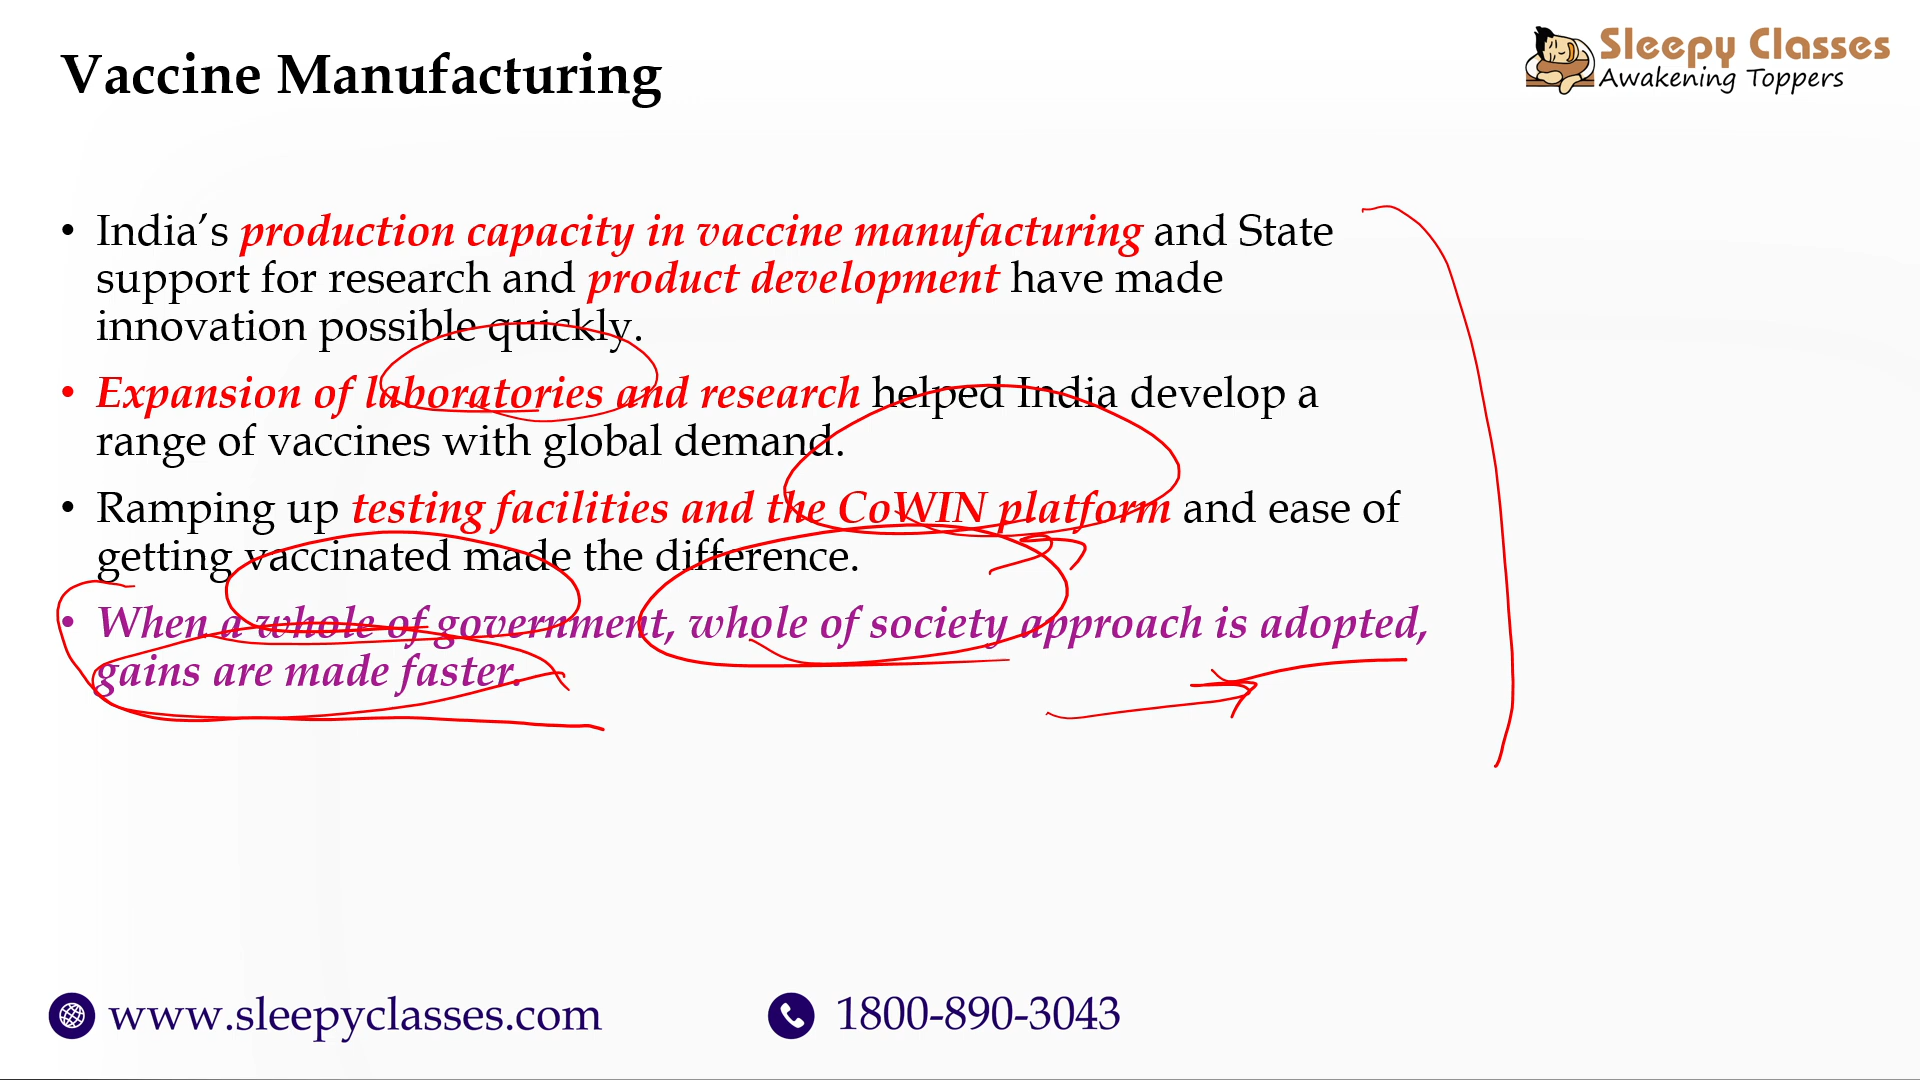 Vaccine Manufacturing
Sleepy Classes
Awakening Toppers
• India’s production capacity in vaccine manufacturing and State
support for research and product development have made
innovation possible quickly.
• Expansion of laboratories and research helped India develop a
range of vaccines with global demand.
• Ramping up testing facilities and the CoWIN platform and ease of
getting vaccinated made the difference.
• When a whole of government, whole of society approach is adopted,
gains are made faster.
www.sleepyclasses.com
1800-890-3043